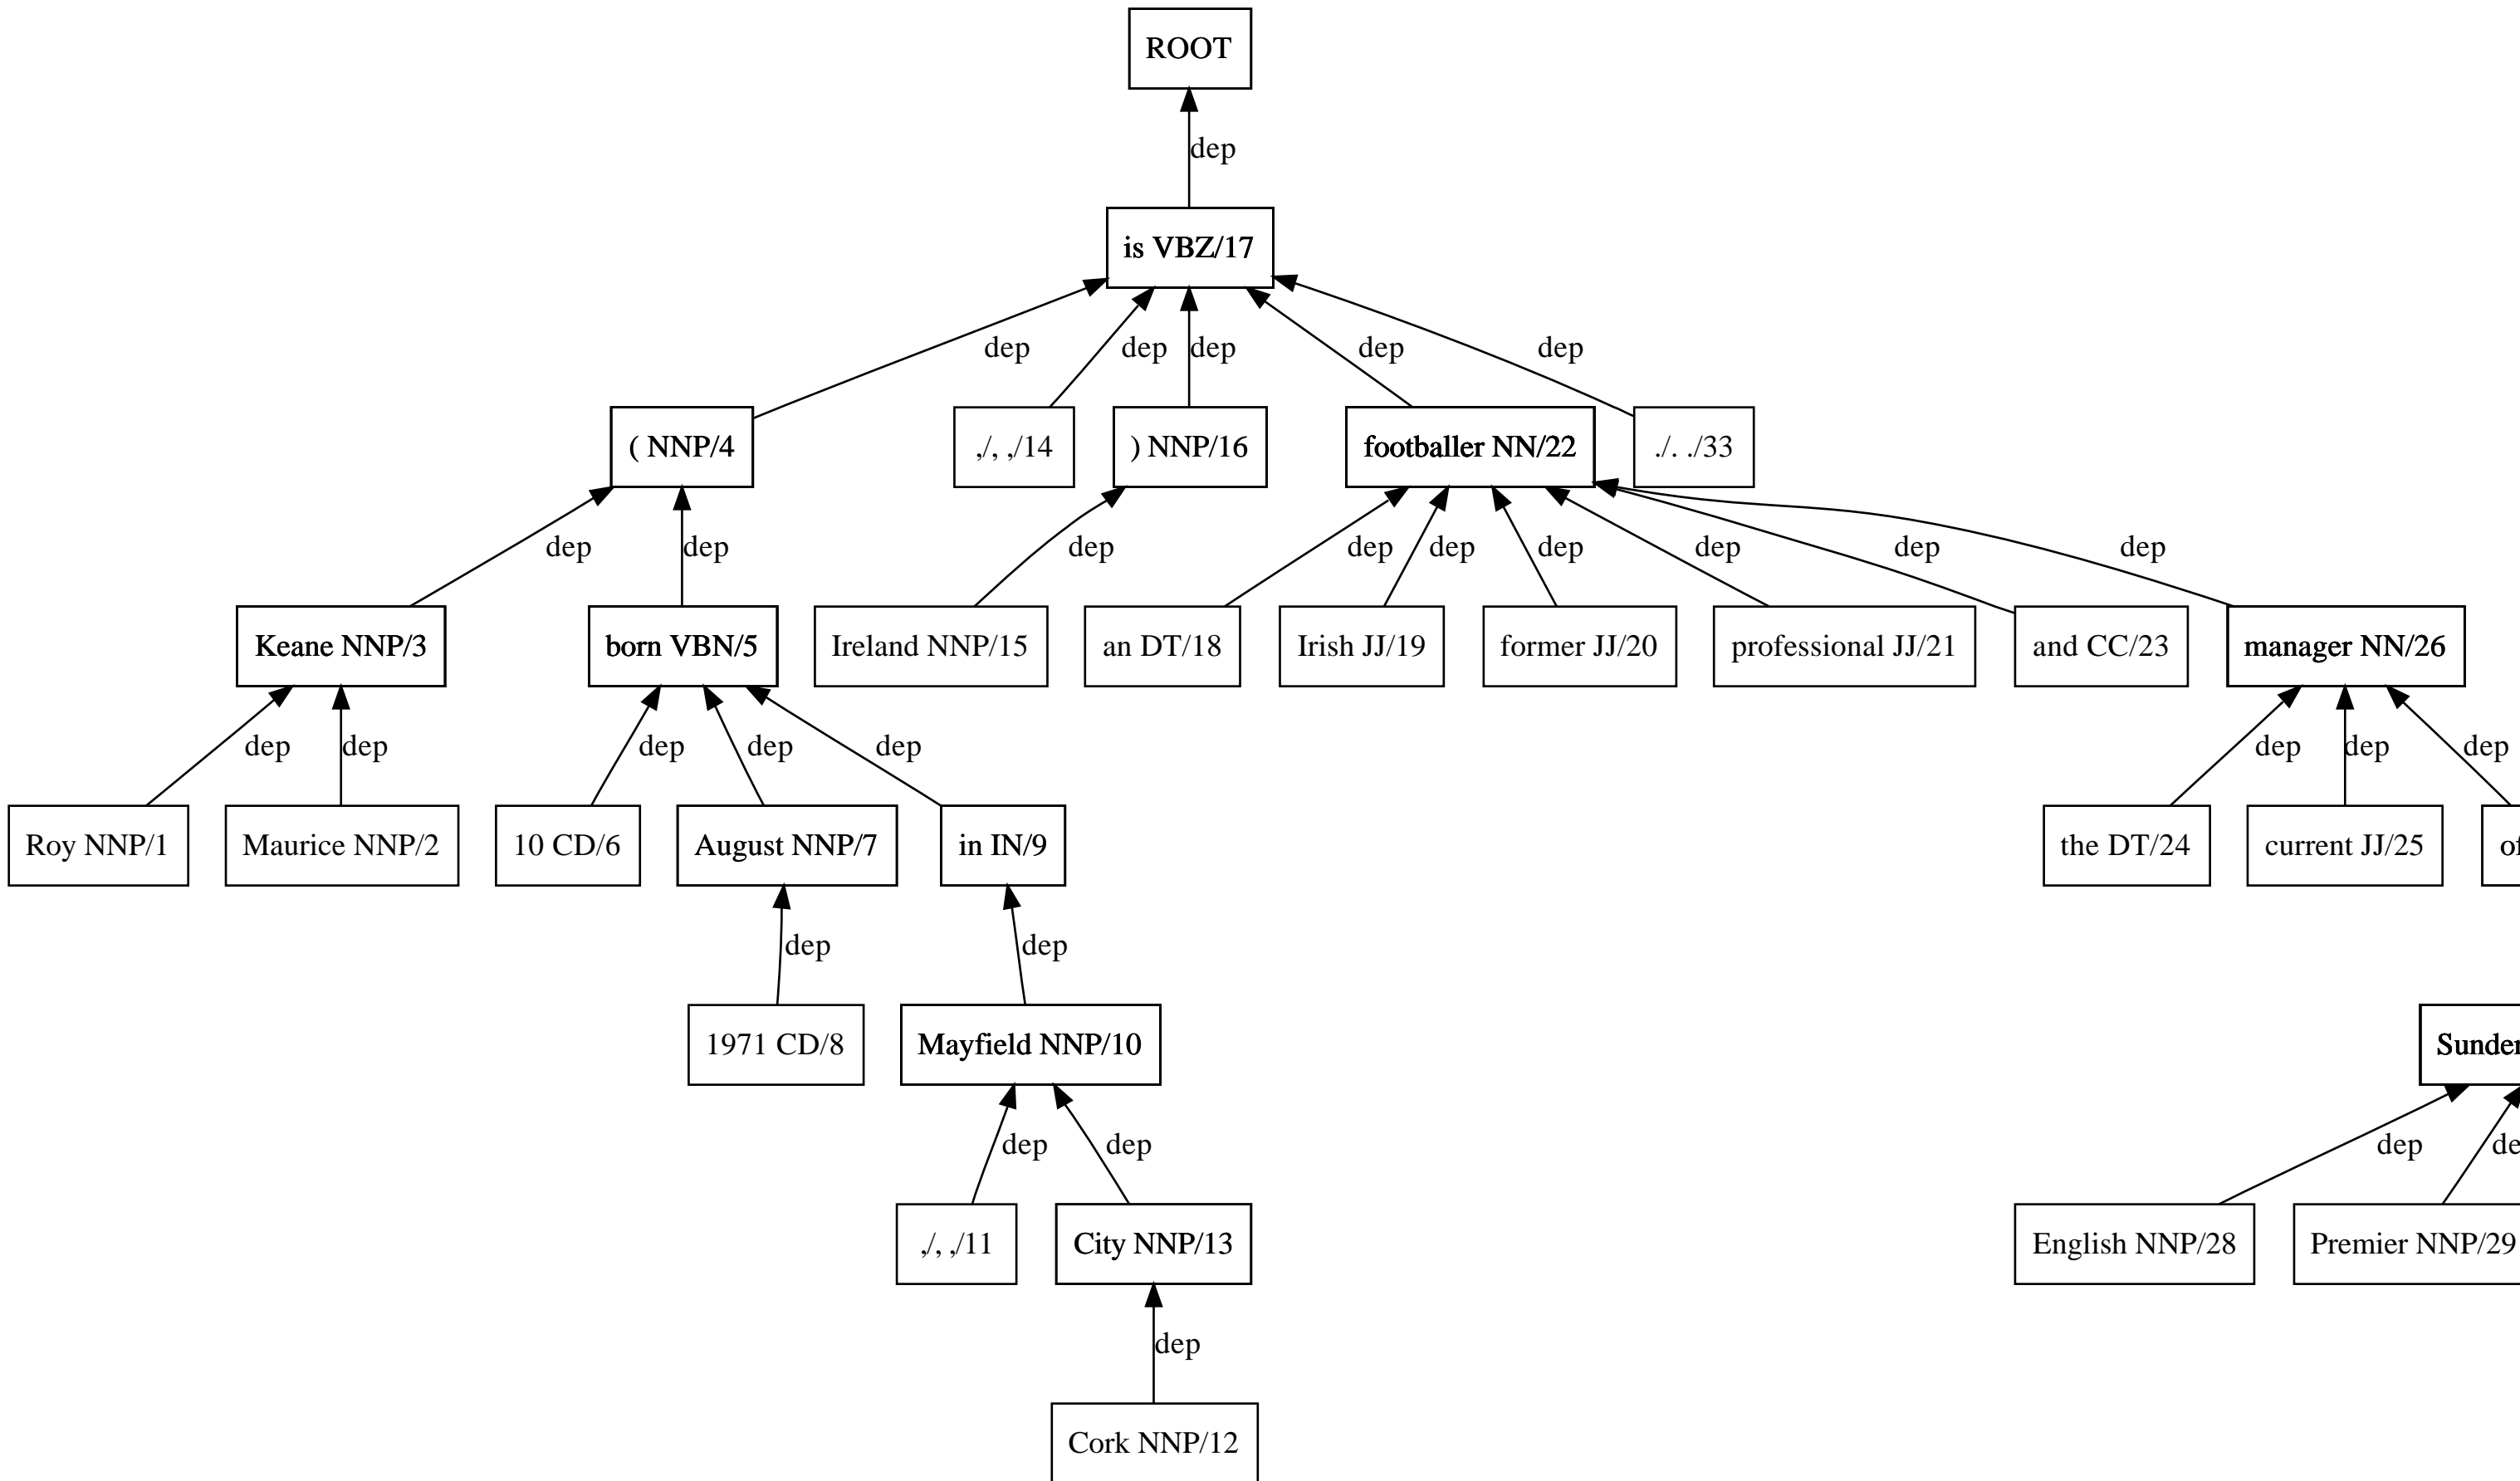 ROOT
dep
is VBZ/17
dep dep dep dep dep
( NNP/4 ,/, ,/14 ) NNP/16 footballer NN/22 ./. ./33
dep dep dep dep dep dep dep dep dep
Keane NNP/3 born VBN/5 Ireland NNP/15 an DT/18 Irish JJ/19 former JJ/20 professional JJ/21 and CC/23 manager NN/26
dep dep dep dep dep dep dep dep
Roy NNP/1 Maurice NNP/2 10 CD/6 August NNP/7 in IN/9 the DT/24 current JJ/25
dep dep
1971 CD/8 Mayfield NNP/10
dep dep dep
,/, ,/11 City NNP/13 English NNP/28 Premier NNP/29
dep
Cork NNP/12